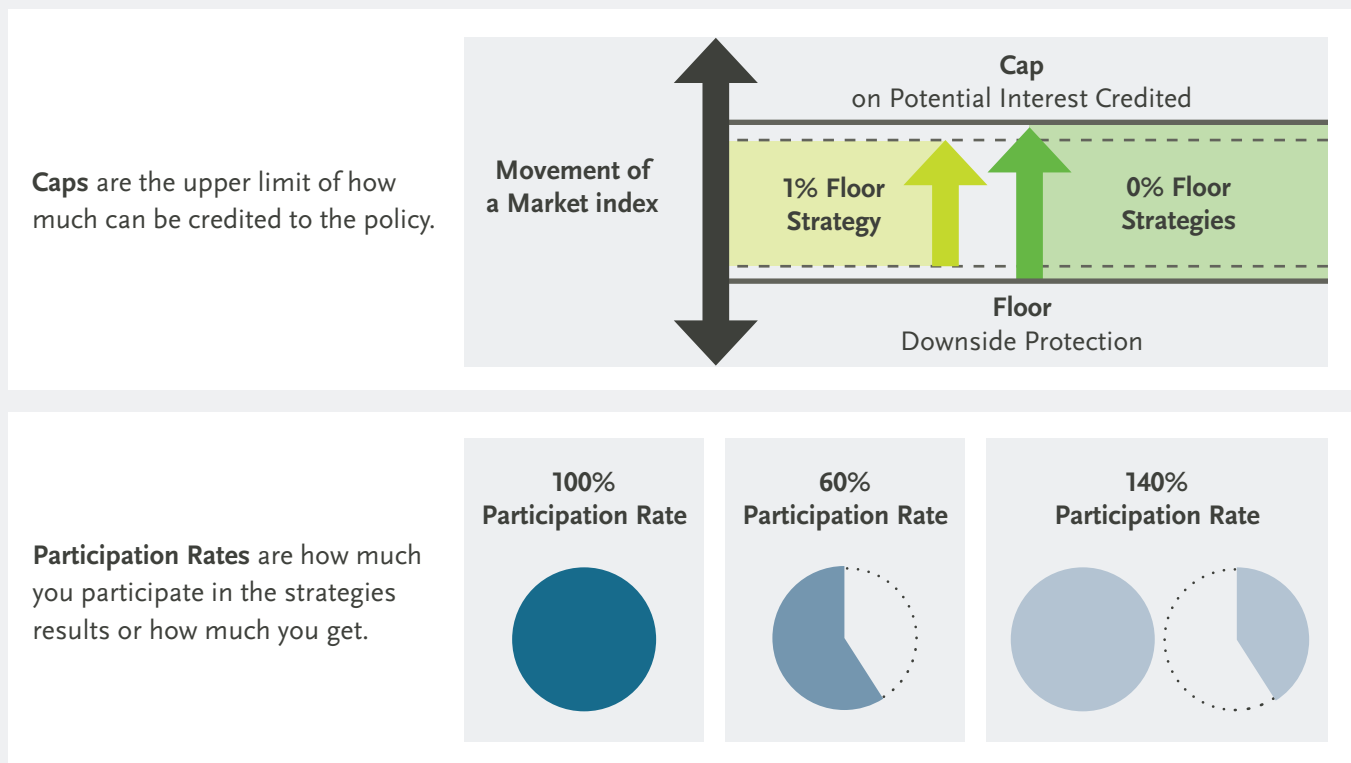 Caps are the upper limit of how
much can be credited to the policy.
Movement of
a Market index
Cap
on Potential Interest Credited
1% Floor
Strategy
0% Floor
Strategies
Floor
Downside Protection
Participation Rates are how much
you participate in the strategies
results or how much you get.
100%
Participation Rate
60%
Participation Rate
140%
Participation Rate